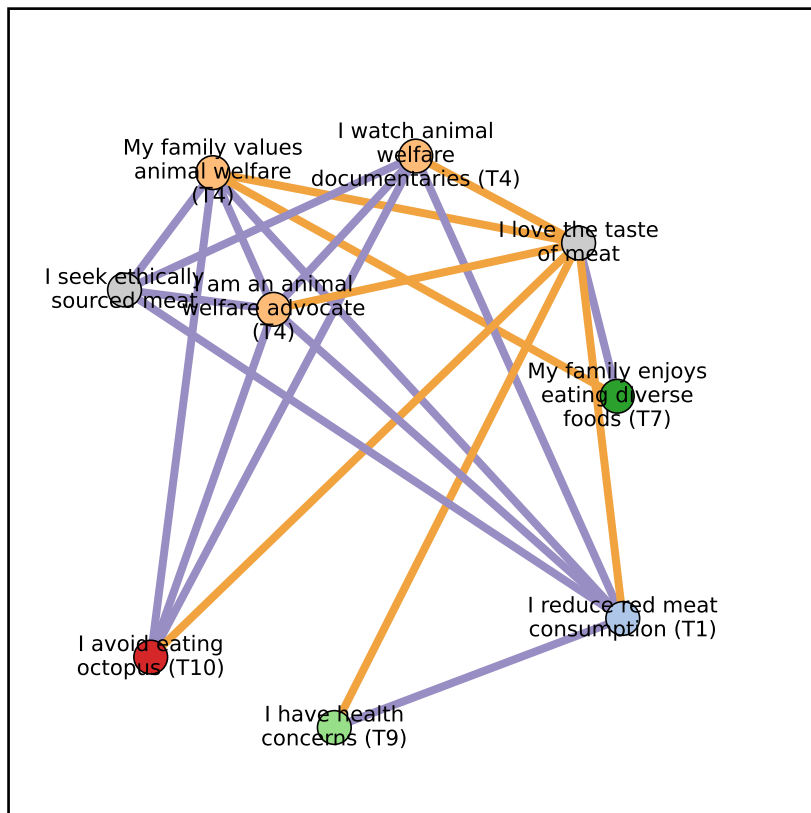 I watch animal
welfare
documentaries (T4)
My family values
animal welfare
(T4)
I love the taste
of meat
I seek ethically
sourced meat
I am an animal
welfare advocate
(T4)
My family enjoys
eating diverse
foods (T7)
I reduce red meat
consumption (T1)
I avoid eating
octopus (T10)
I have health
concerns (T9)